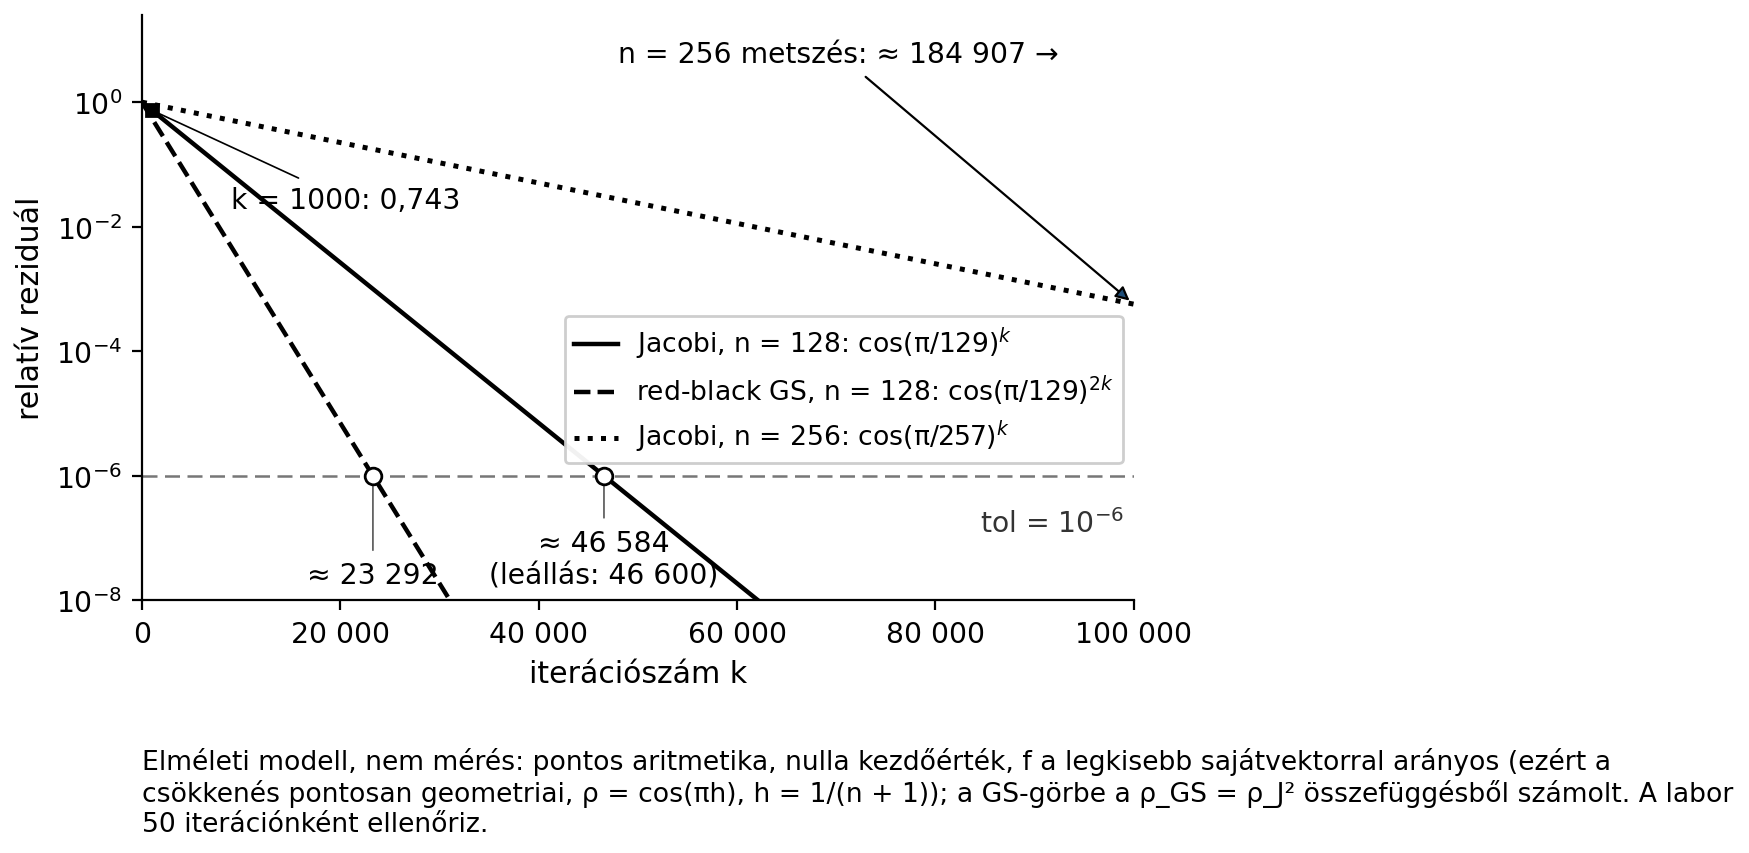 n = 256 metszés: ≈ 184 907 →
10⁰
k = 1000: 0,743
10⁻²
relatív reziduál
Jacobi, n = 128: cos(π/129)ᵏ
10⁻⁴
red-black GS, n = 128: cos(π/129)²ᵏ
Jacobi, n = 256: cos(π/257)ᵏ
10⁻⁶
tol = 10⁻⁶
≈ 46 584
≈ 23 292
(leállás: 46 600)
10⁻⁸
0 20 000 40 000 60 000 80 000 100 000
iterációszám k
Elméleti modell, nem mérés: pontos aritmetika, nulla kezdőérték, f a legkisebb sajátvektorral arányos (ezért a
csökkenés pontosan geometriai, ρ = cos(πh), h = 1/(n + 1)); a GS-görbe a ρ_GS = ρ_J² összefüggésből számolt. A labor
50 iterációnként ellenőriz.